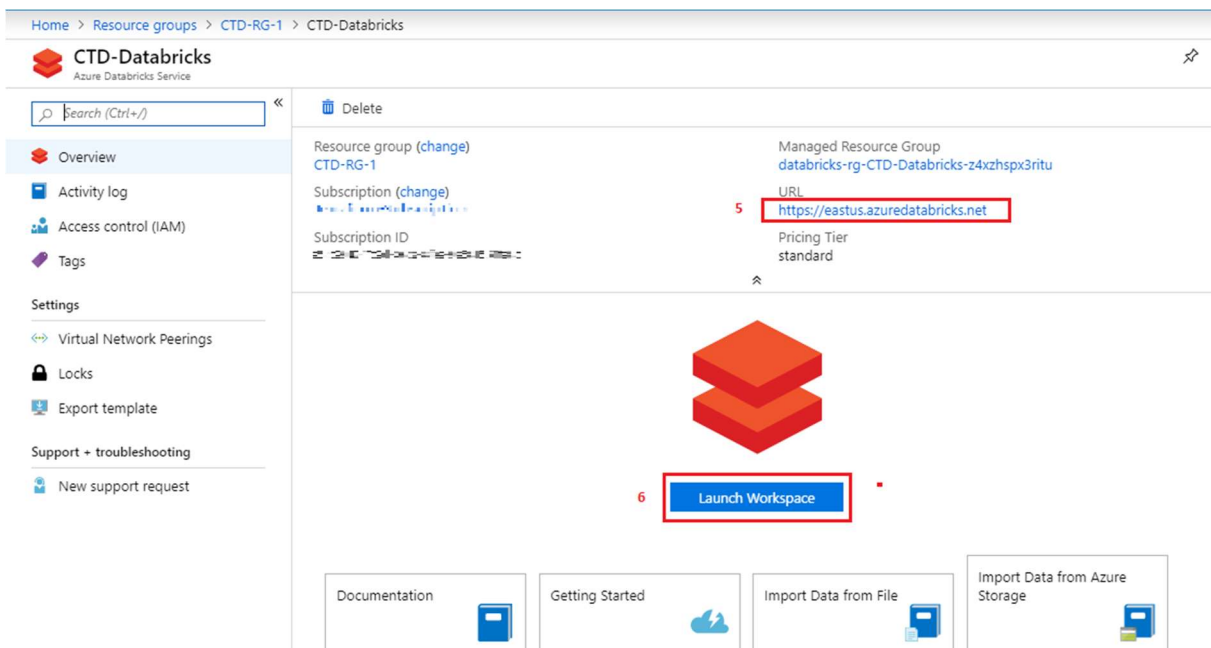 Home > Resource groups > CTD-RG-1 > CTD-Databricks
CTD-Databricks
Azure Databricks Service
Search (Ctrl+/)
Overview
Activity log
Access control (IAM)
Tags
Settings
Virtual Network Peerings
Locks
Export template
Support + troubleshooting
New support request
Delete
Resource group (change)
CTD-RG-1
Subscription (change)
Subscription ID
Managed Resource Group
databricks-rg-CTD-Databricks-z4xzhspx3ritu
URL
5 https://eastus.azuredatabricks.net
Pricing Tier
standard
6 Launch Workspace
Documentation
Getting Started
Import Data from File
Import Data from Azure
Storage